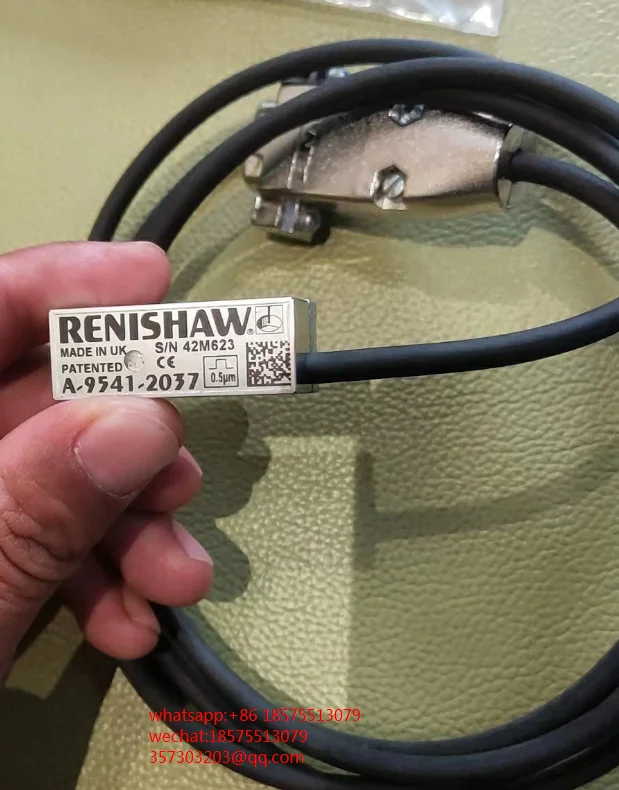 RENISHAW®
MADE IN UK S/N 42M623
PATENTED CE
A-9541-2037 0.5µm
whatsapp:+86 18575513079
wechat:18575513079
357303203@qq.com